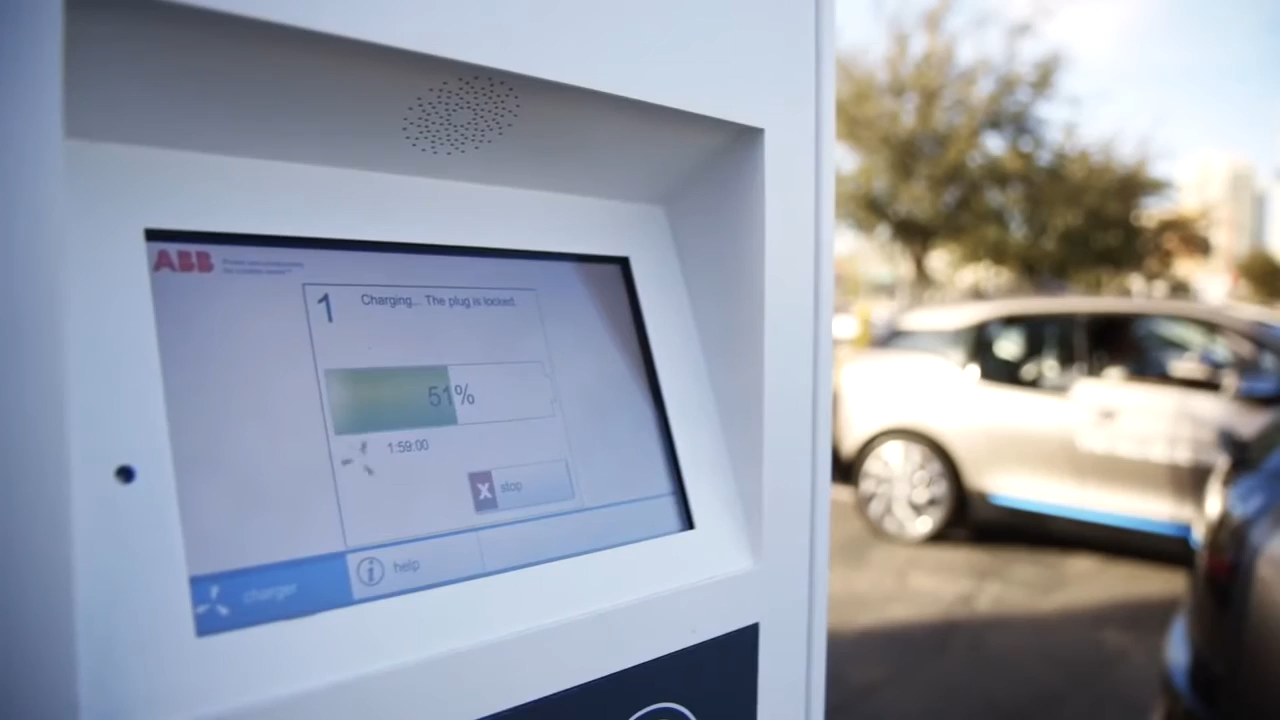 ABB
1
Charging... The plug is locked.
51%
1:59:00
X stop
i help
charger